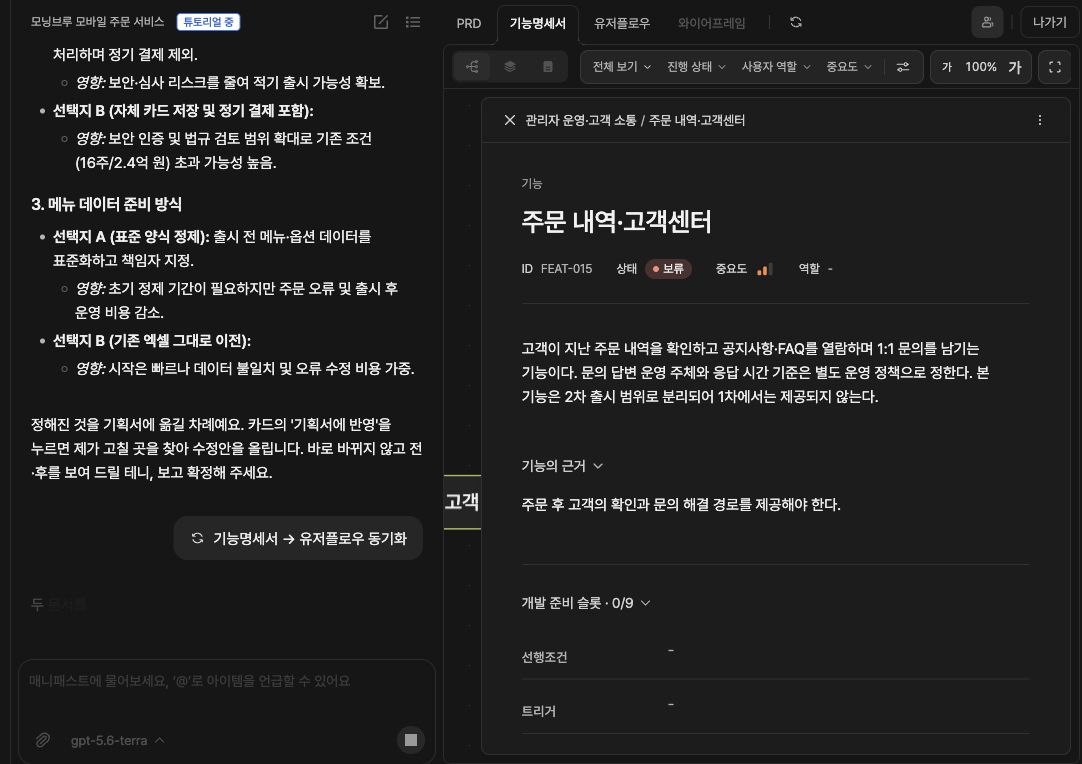 모닝브루 모바일 주문 서비스 튜토리얼 중
처리하며 정기 결제 제외.
영향: 보안·심사 리스크를 줄여 적기 출시 가능성 확보.
선택지 B (자체 카드 저장 및 정기 결제 포함):
영향: 보안 인증 및 법규 검토 범위 확대로 기존 조건
(16주/2.4억 원) 초과 가능성 높음.
3. 메뉴 데이터 준비 방식
선택지 A (표준 양식 정제): 출시 전 메뉴·옵션 데이터를
표준화하고 책임자 지정.
영향: 초기 정제 기간이 필요하지만 주문 오류 및 출시 후
운영 비용 감소.
선택지 B (기존 엑셀 그대로 이전):
영향: 시작은 빠르나 데이터 불일치 및 오류 수정 비용 가중.
정해진 것을 기획서에 옮길 차례예요. 카드의 '기획서에 반영'을
누르면 제가 고칠 곳을 찾아 수정안을 올립니다. 바로 바뀌지 않고 전
·후를 보여 드릴 테니, 보고 확정해 주세요.
기능명세서 → 유저플로우 동기화
두 문서를
매니패스트에 물어보세요, '@'로 아이템을 언급할 수 있어요
gpt-5.6-terra
PRD 기능명세서 유저플로우 와이어프레임 나가기
전체 보기 진행 상태 사용자 역할 중요도 가 100% 가
고객
관리자 운영·고객 소통 / 주문 내역·고객센터
기능
주문 내역·고객센터
ID FEAT-015 상태 보류 중요도 역할 -
고객이 지난 주문 내역을 확인하고 공지사항·FAQ를 열람하며 1:1 문의를 남기는
기능이다. 문의 답변 운영 주체와 응답 시간 기준은 별도 운영 정책으로 정한다. 본
기능은 2차 출시 범위로 분리되어 1차에서는 제공되지 않는다.
기능의 근거
주문 후 고객의 확인과 문의 해결 경로를 제공해야 한다.
개발 준비 슬롯 · 0/9
선행조건 -
트리거 -